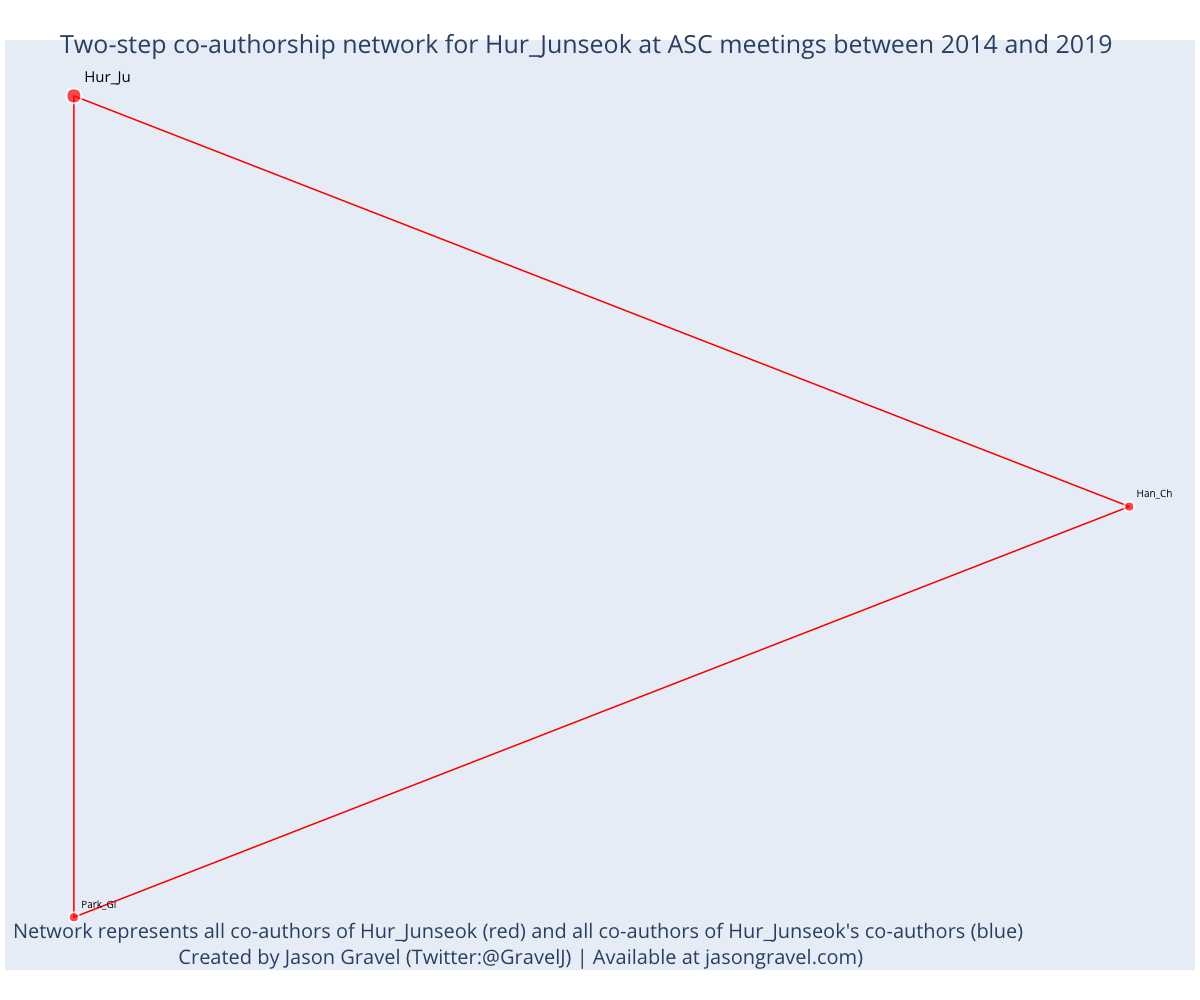 Two-step co-authorship network for Hur_Junseok at ASC meetings between 2014 and 2019
Hur_Ju
Han_Ch
Park_Gi
Network represents all co-authors of Hur_Junseok (red) and all co-authors of Hur_Junseok's co-authors (blue)
Created by Jason Gravel (Twitter:@GravelJ) | Available at jasongravel.com)